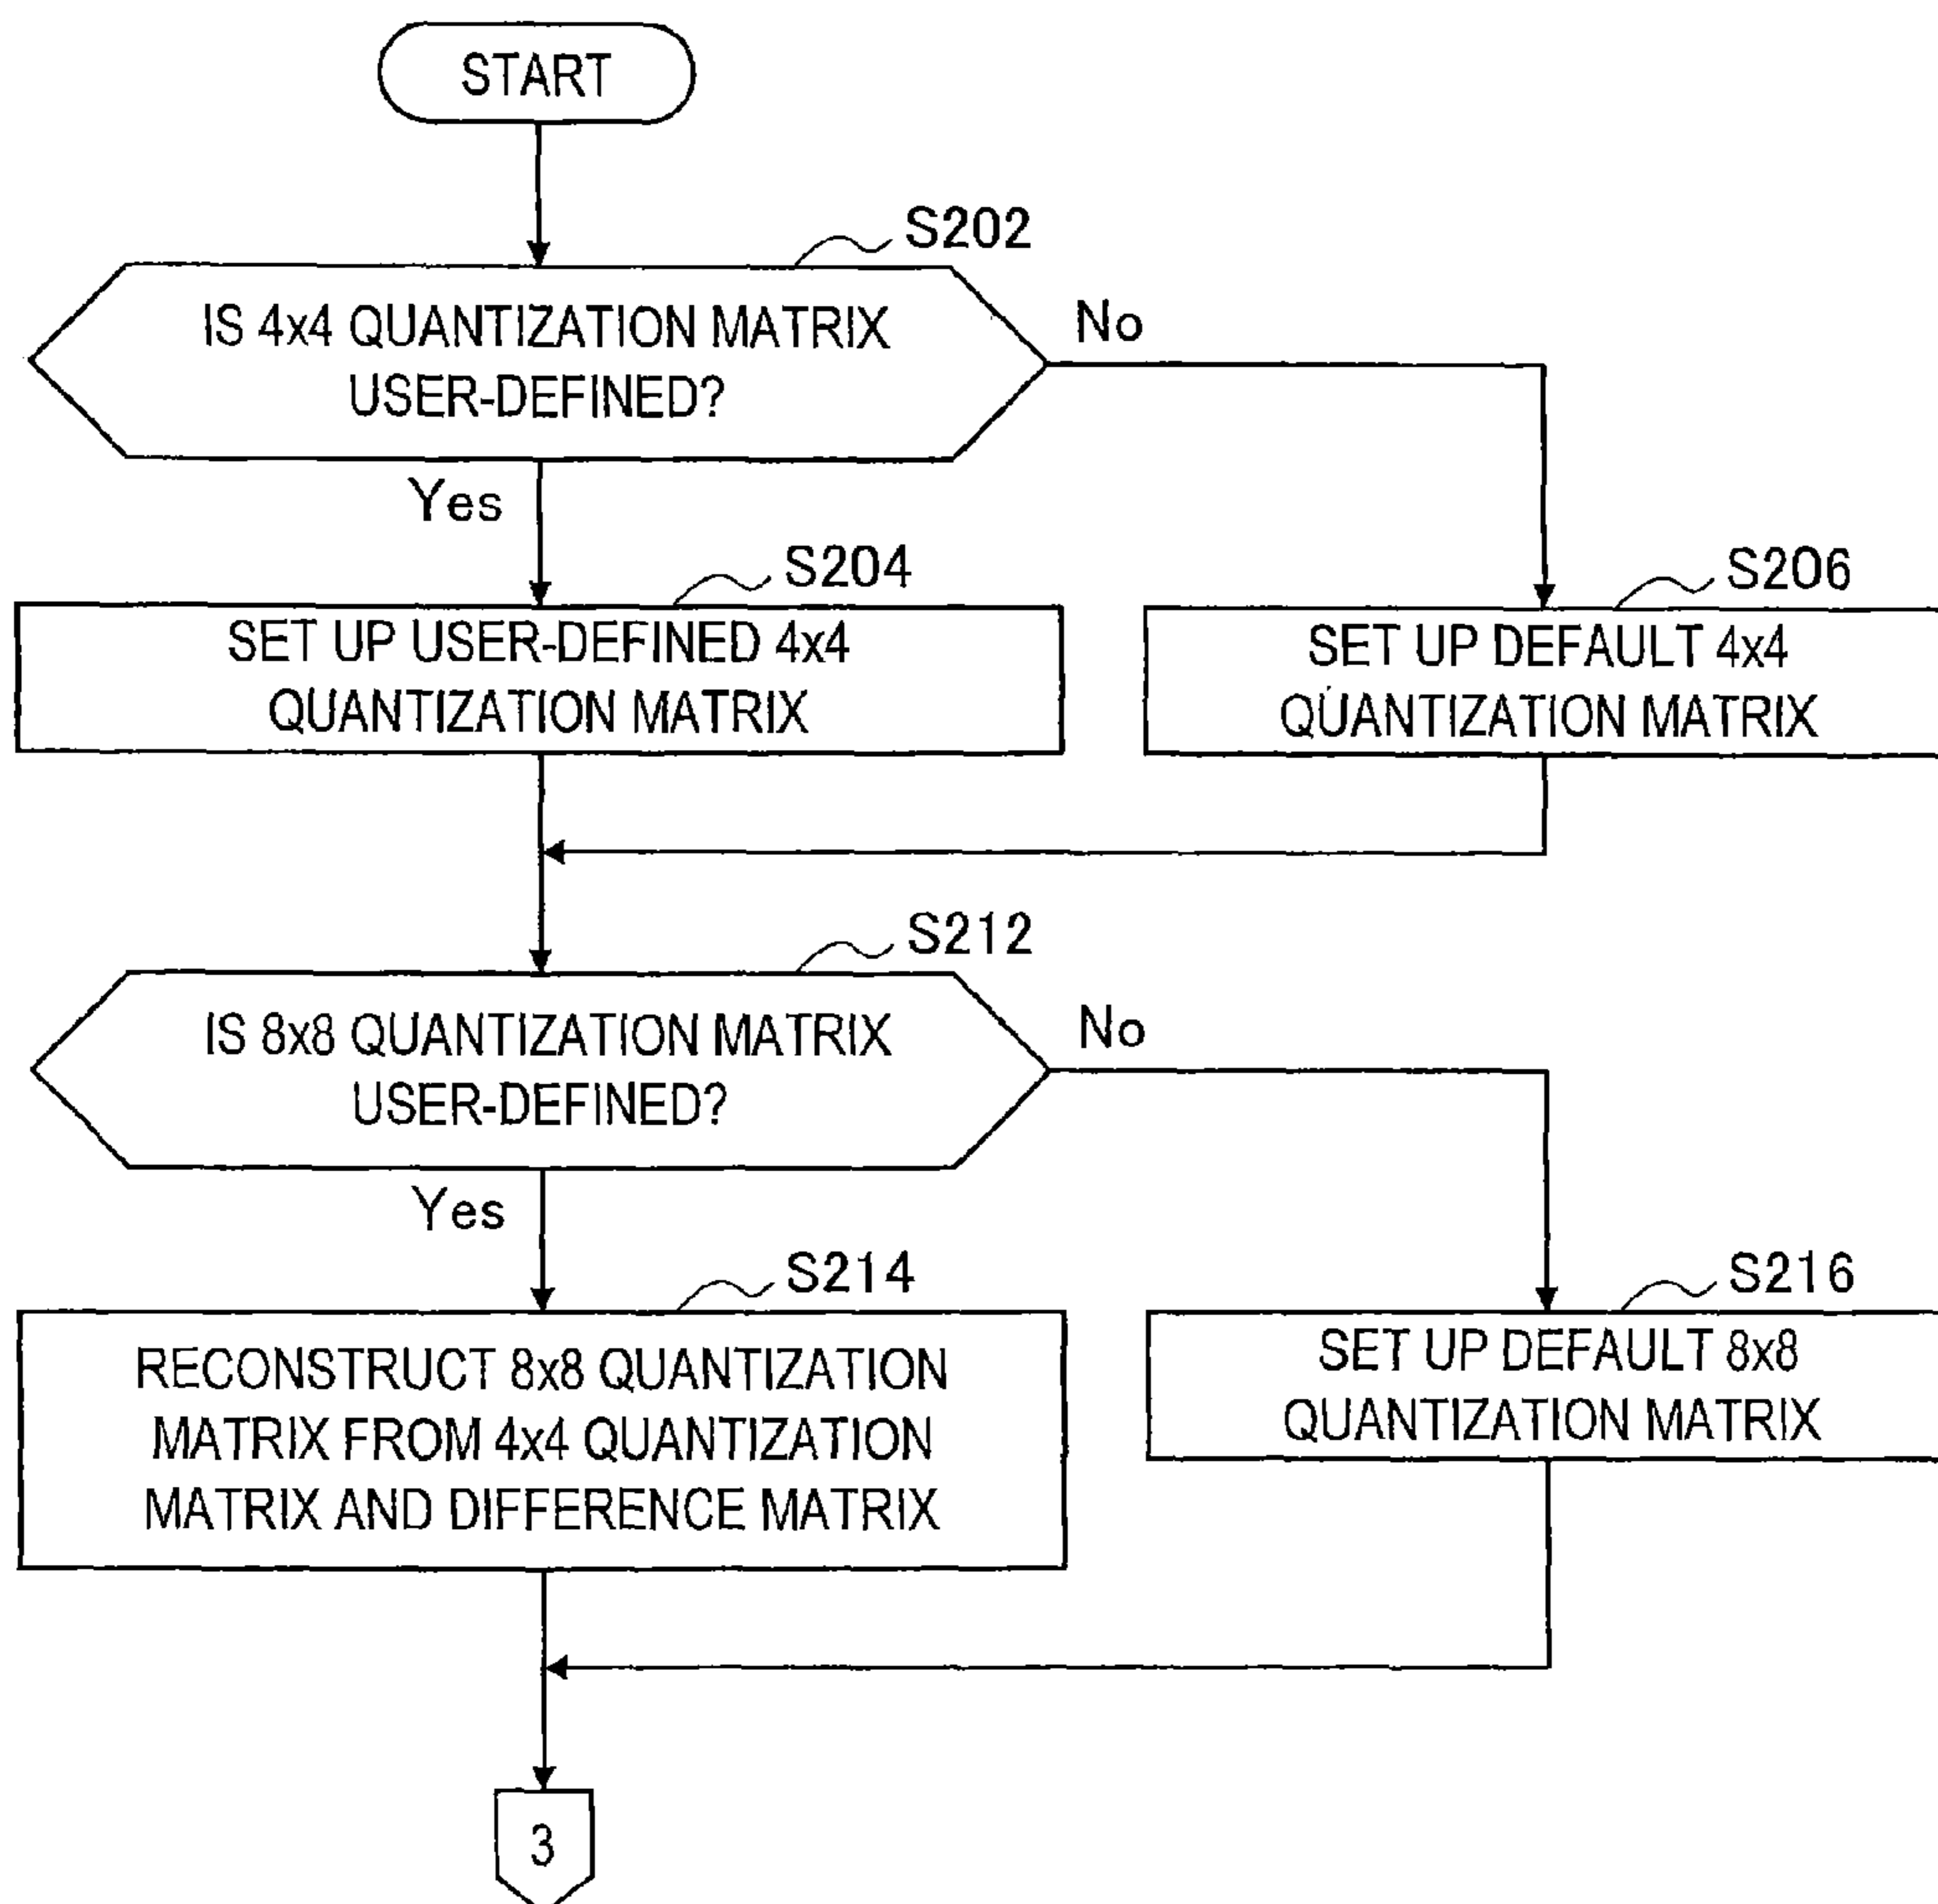 START
S202
IS 4x4 QUANTIZATION MATRIX
USER-DEFINED?
No
Yes
S204
SET UP USER-DEFINED 4x4
QUANTIZATION MATRIX
S206
SET UP DEFAULT 4x4
QUANTIZATION MATRIX
S212
IS 8x8 QUANTIZATION MATRIX
USER-DEFINED?
No
Yes
S214
RECONSTRUCT 8x8 QUANTIZATION
MATRIX FROM 4x4 QUANTIZATION
MATRIX AND DIFFERENCE MATRIX
S216
SET UP DEFAULT 8x8
QUANTIZATION MATRIX
3